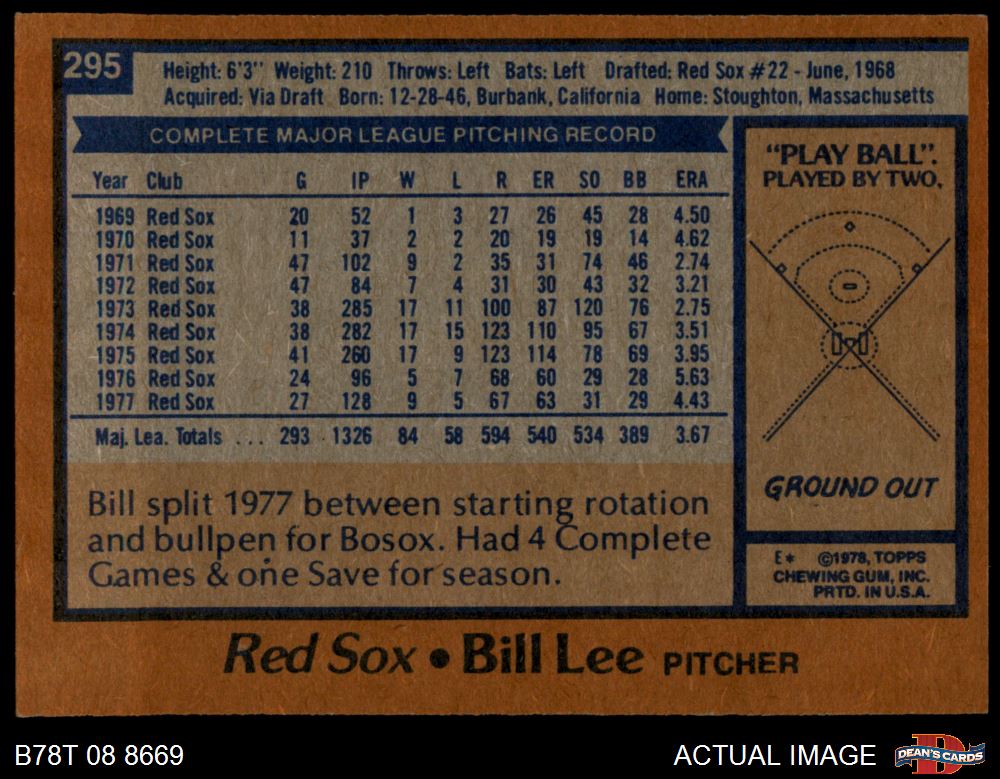 295
Height: 6'3" Weight: 210 Throws: Left Bats: Left Drafted: Red Sox #22 - June, 1968
Acquired: Via Draft Born: 12-28-46, Burbank, California Home: Stoughton, Massachusetts
COMPLETE MAJOR LEAGUE PITCHING RECORD
Year Club G IP W L R ER SO BB ERA
1969 Red Sox 20 52 1 3 27 26 45 28 4.50
1970 Red Sox 11 37 2 2 20 19 19 14 4.62
1971 Red Sox 47 102 9 2 35 31 74 46 2.74
1972 Red Sox 47 84 7 4 31 30 43 32 3.21
1973 Red Sox 38 285 17 11 100 87 120 76 2.75
1974 Red Sox 38 282 17 15 123 110 95 67 3.51
1975 Red Sox 41 260 17 9 123 114 78 69 3.95
1976 Red Sox 24 96 5 7 68 60 29 28 5.63
1977 Red Sox 27 128 9 5 67 63 31 29 4.43
Maj. Lea. Totals ... 293 1326 84 58 594 540 534 389 3.67
Bill split 1977 between starting rotation
and bullpen for Bosox. Had 4 Complete
Games & one Save for season.
"PLAY BALL".
PLAYED BY TWO.
GROUND OUT
E* ©1978, TOPPS
CHEWING GUM, INC.
PRTD. IN U.S.A.
Red Sox • Bill Lee PITCHER
B78T 08 8669
ACTUAL IMAGE
DEAN'S CARDS